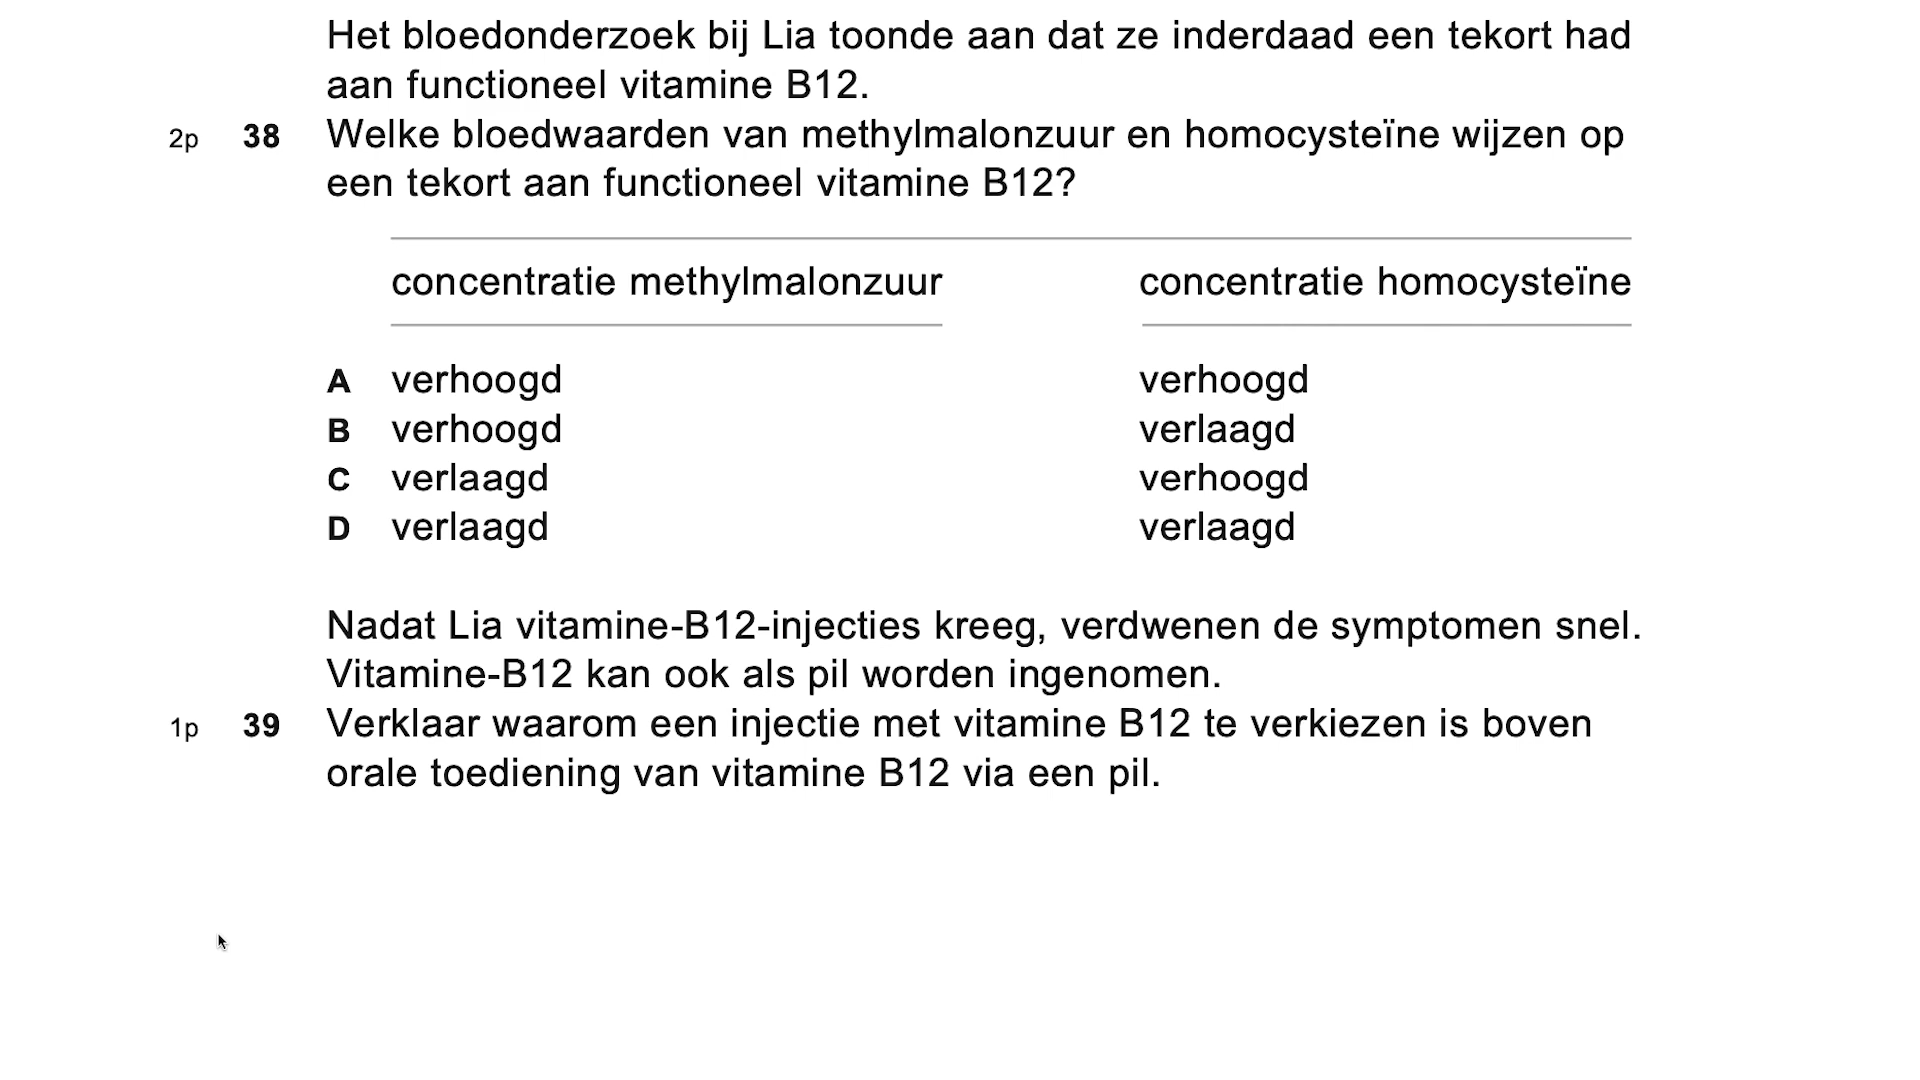 Het bloedonderzoek bij Lia toonde aan dat ze inderdaad een tekort had
aan functioneel vitamine B12.
2p 38 Welke bloedwaarden van methylmalonzuur en homocysteïne wijzen op
een tekort aan functioneel vitamine B12?
concentratie methylmalonzuur concentratie homocysteïne
A verhoogd verhoogd
B verhoogd verlaagd
C verlaagd verhoogd
D verlaagd verlaagd
Nadat Lia vitamine-B12-injecties kreeg, verdwenen de symptomen snel.
Vitamine-B12 kan ook als pil worden ingenomen.
1p 39 Verklaar waarom een injectie met vitamine B12 te verkiezen is boven
orale toediening van vitamine B12 via een pil.